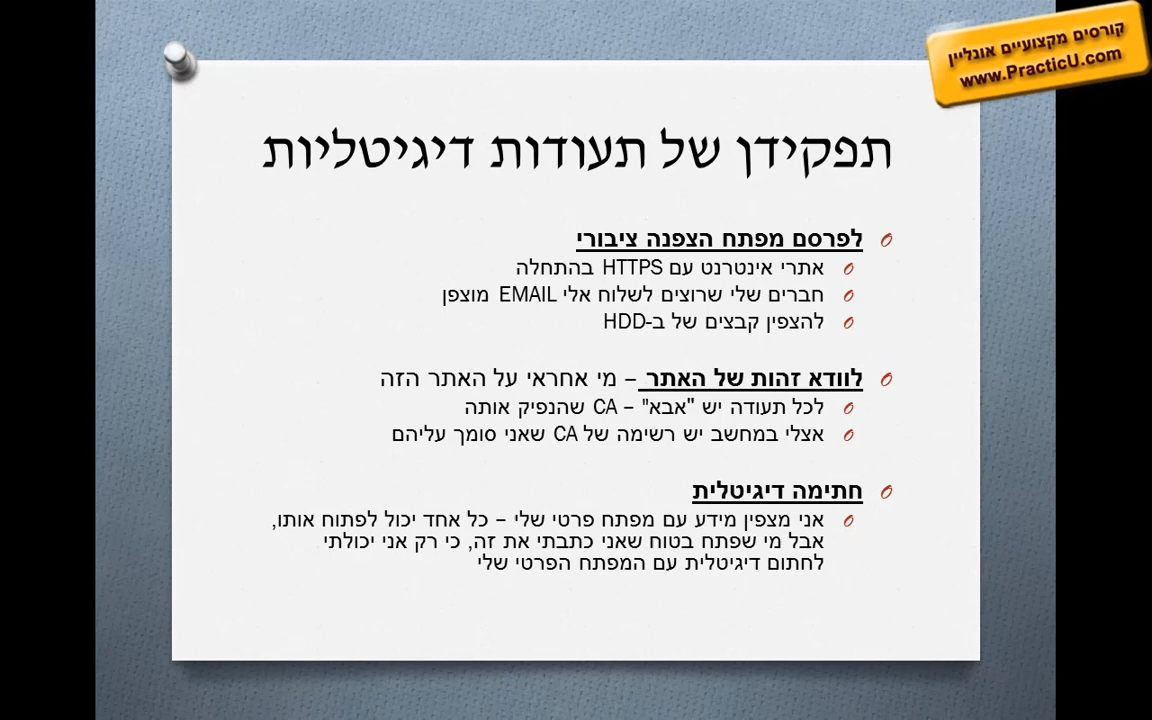 קורסים מקצועיים אונליין
www.PracticU.com
תפקידן של תעודות דיגיטליות
לפרסם מפתח הצפנה ציבורי
אתרי אינטרנט עם HTTPS בהתחלה
חברים שלי שרוצים לשלוח אלי EMAIL מוצפן
להצפין קבצים של ב-HDD
לוודא זהות של האתר – מי אחראי על האתר הזה
לכל תעודה יש "אבא" – CA שהנפיק אותה
אצלי במחשב יש רשימה של CA שאני סומך עליהם
חתימה דיגיטלית
אני מצפין מידע עם מפתח פרטי שלי – כל אחד יכול לפתוח אותו,
אבל מי שפתח בטוח שאני כתבתי את זה, כי רק אני יכולתי
לחתום דיגיטלית עם המפתח הפרטי שלי